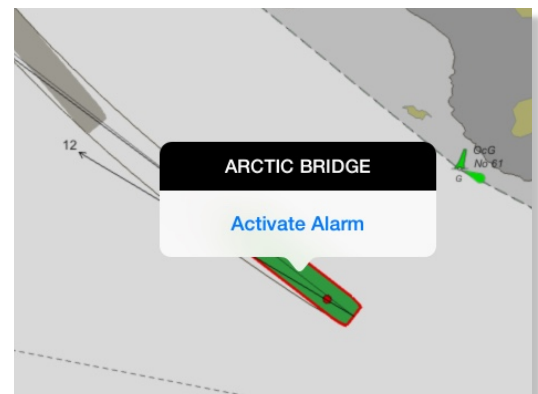 12
ARCTIC BRIDGE
Activate Alarm
OcG
No 61
G